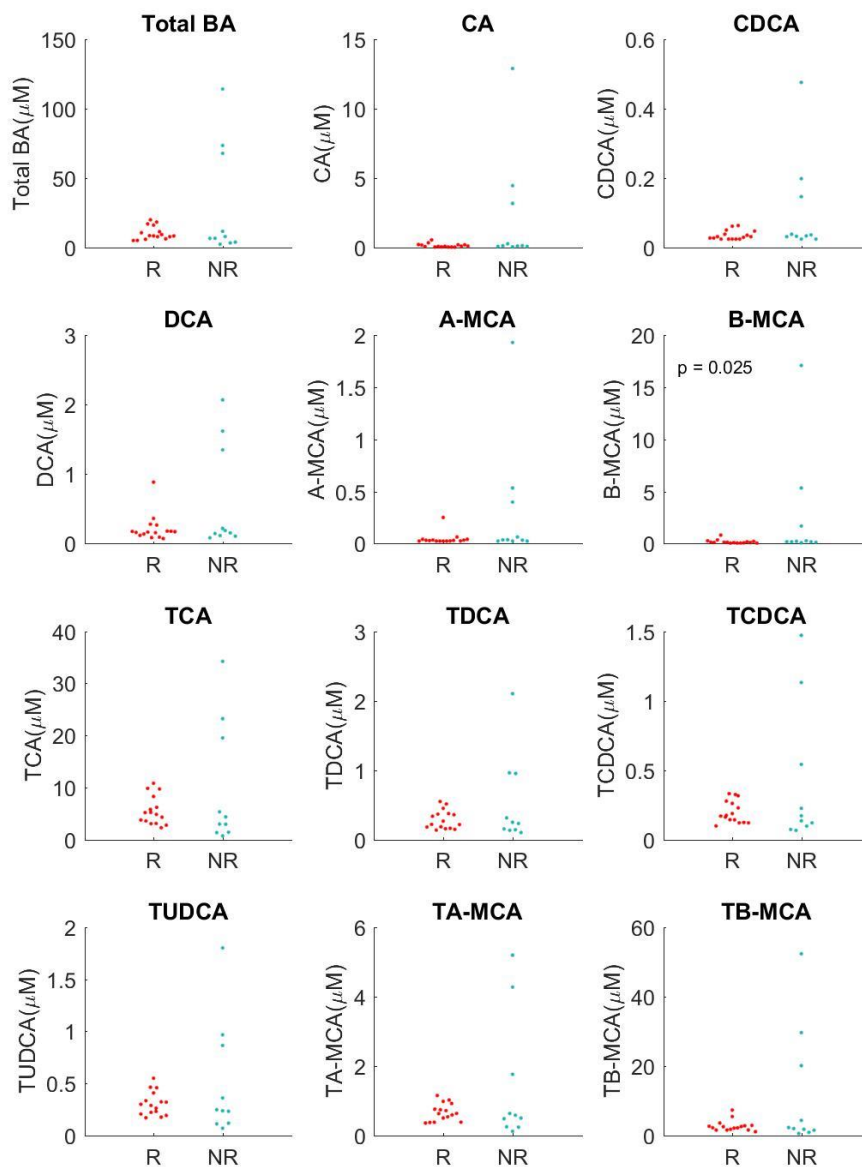 Total BA
CA
CDCA
150
100
50
0
Total BA(μM)
R
NR
15
10
5
0
CA(μM)
R
NR
0.6
0.4
0.2
0
CDCA(μM)
R
NR
DCA
A-MCA
B-MCA
3
2
1
0
DCA(μM)
R
NR
2
1.5
1
0.5
0
A-MCA(μM)
R
NR
20
15
10
5
0
B-MCA(μM)
p = 0.025
R
NR
TCA
TDCA
TCDCA
40
30
20
10
0
TCA(μM)
R
NR
3
2
1
0
TDCA(μM)
R
NR
1.5
1
0.5
0
TCDCA(μM)
R
NR
TUDCA
TA-MCA
TB-MCA
2
1.5
1
0.5
0
TUDCA(μM)
R
NR
6
4
2
0
TA-MCA(μM)
R
NR
60
40
20
0
TB-MCA(μM)
R
NR